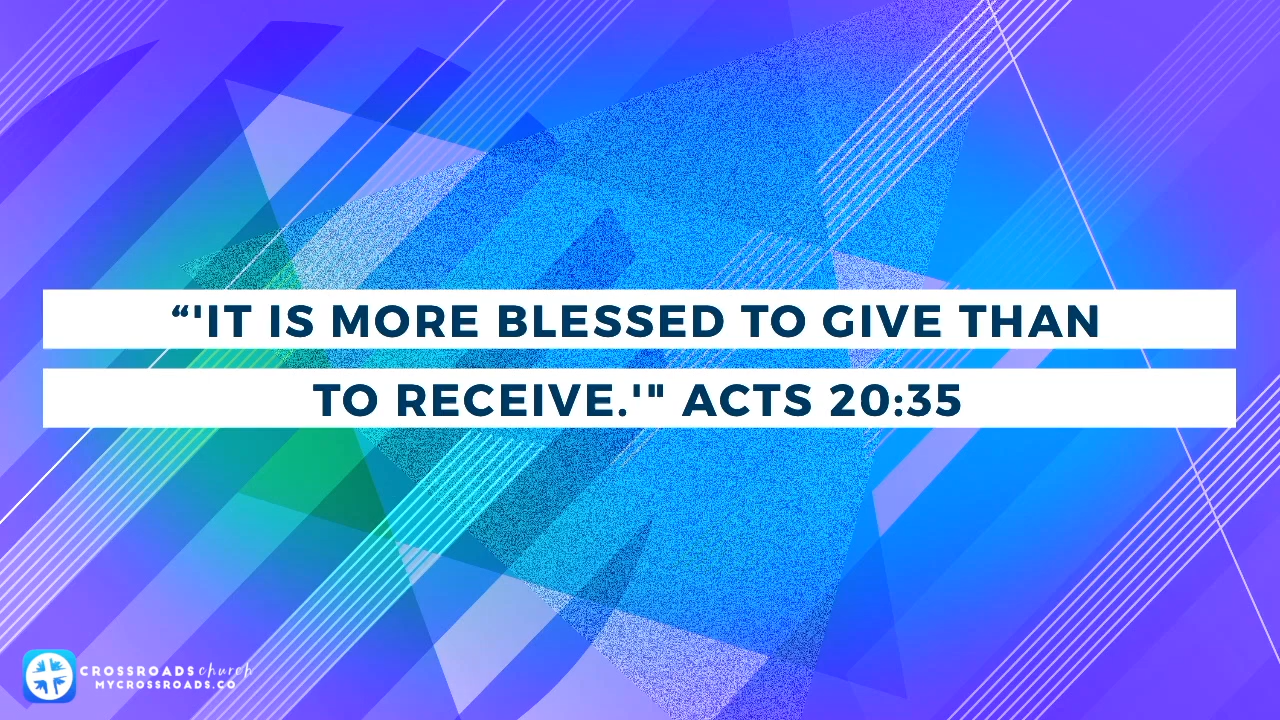 “'IT IS MORE BLESSED TO GIVE THAN
TO RECEIVE.'" ACTS 20:35
CROSSROADS church
MYCROSSROADS.CO